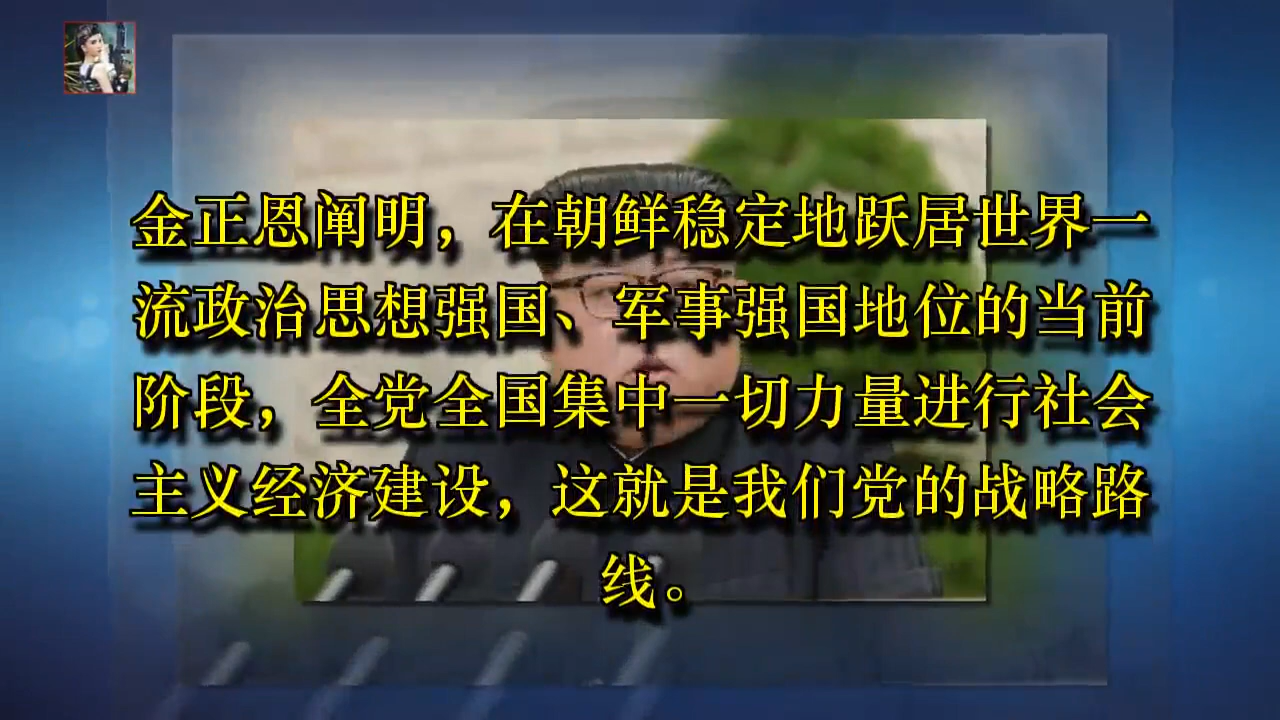 金正恩阐明，在朝鲜稳定地跃居世界一
流政治思想强国、军事强国地位的当前
阶段，全党全国集中一切力量进行社会
主义经济建设，这就是我们党的战略路
线。